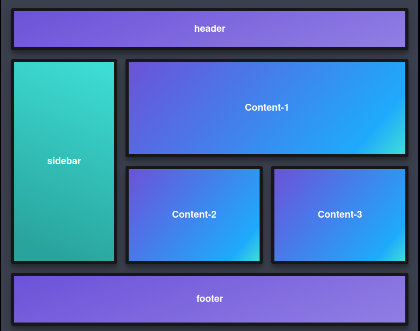 header
sidebar
Content-1
Content-2
Content-3
footer